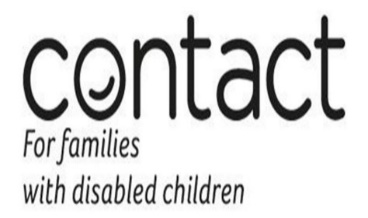 contact
For families
with disabled children